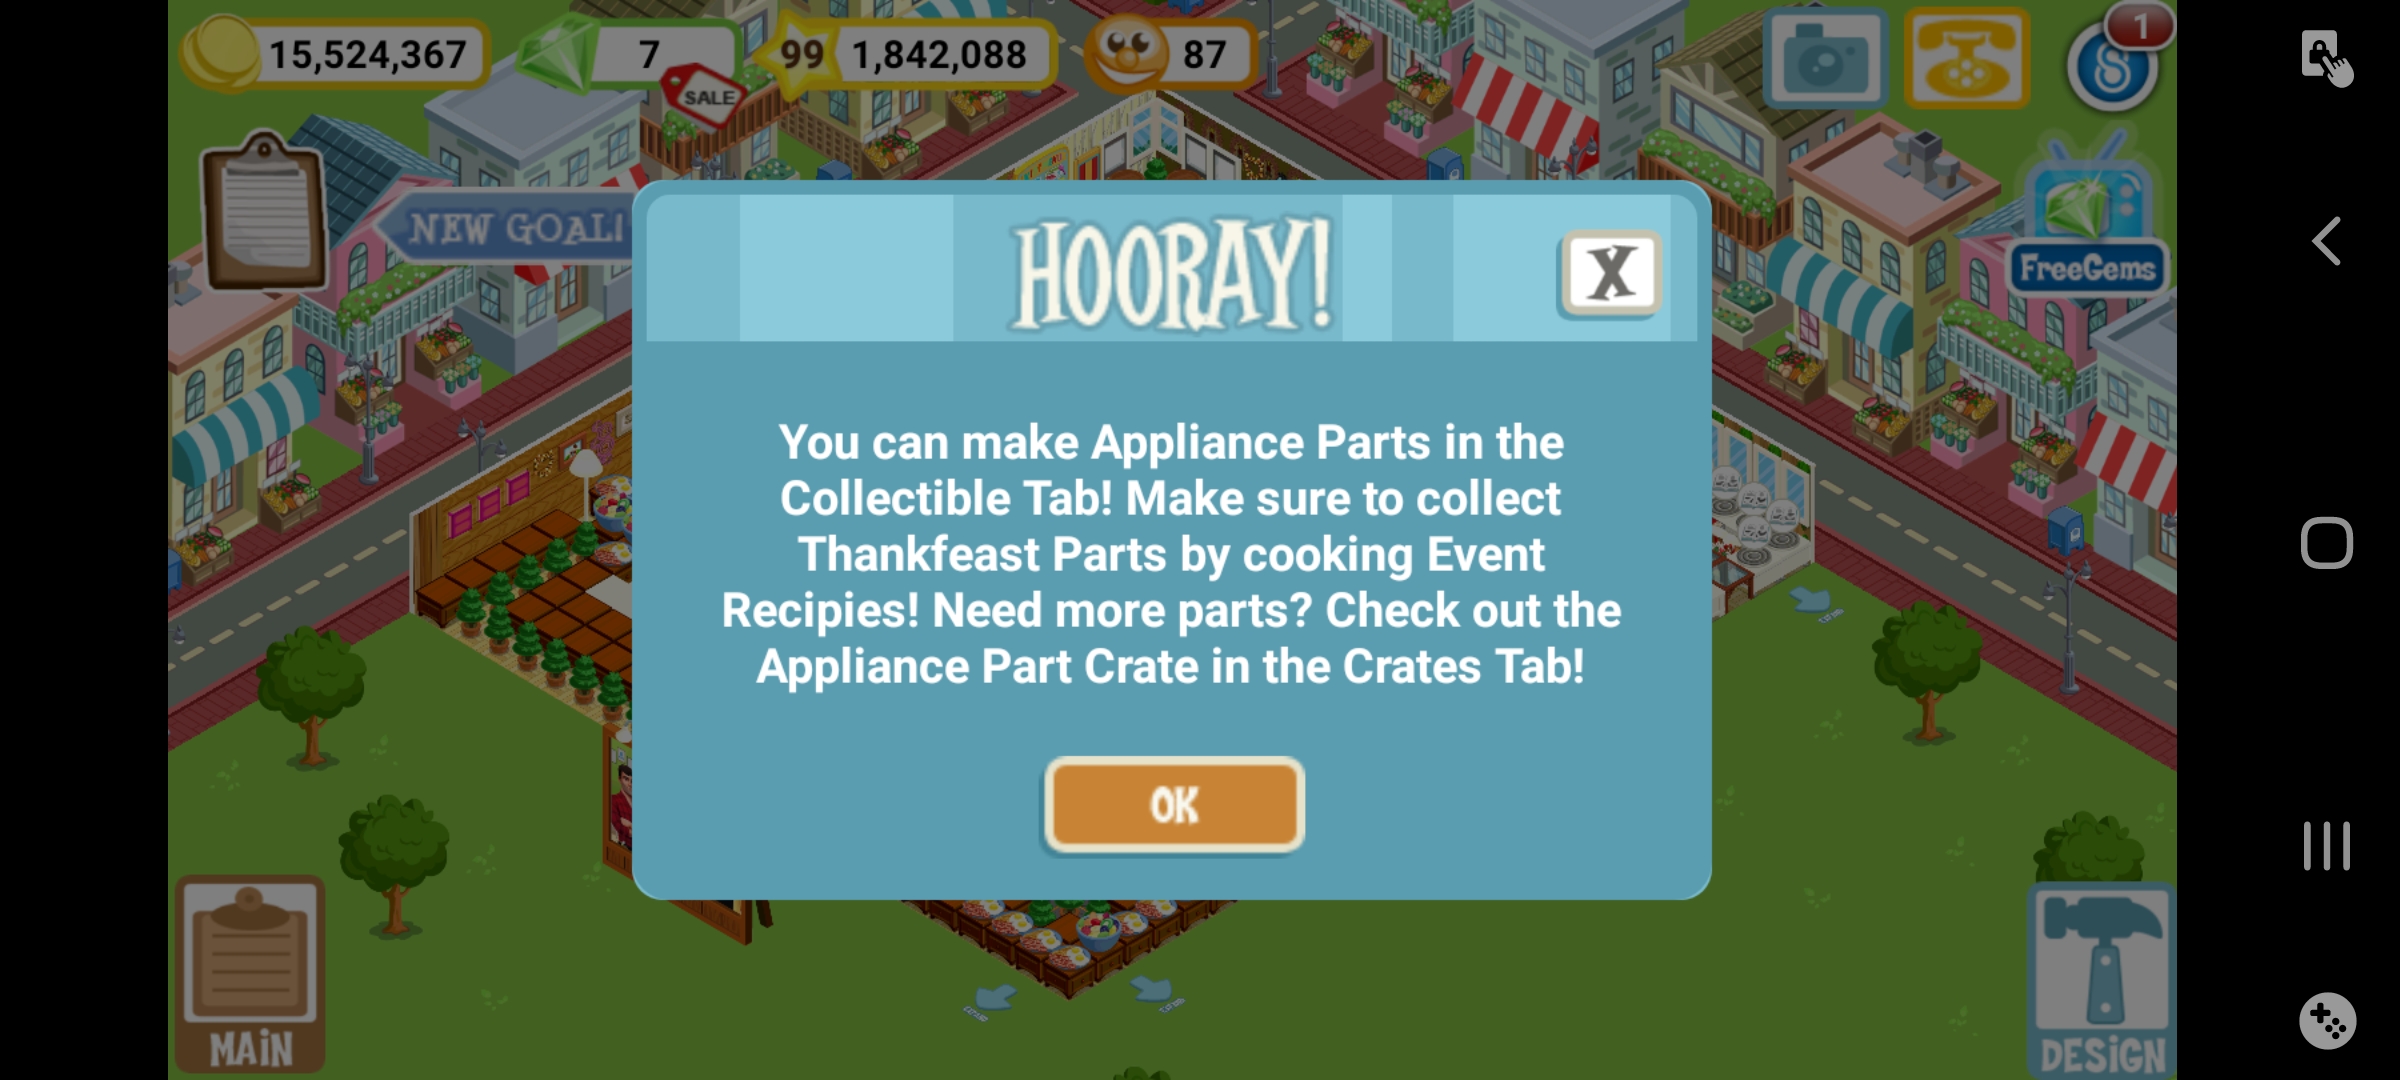 15,524,367
7
SALE
99
1,842,088
87
1
NEW GOAL!
FreeGems
HOORAY!
X
You can make Appliance Parts in the
Collectible Tab! Make sure to collect
Thankfeast Parts by cooking Event
Recipies! Need more parts? Check out the
Appliance Part Crate in the Crates Tab!
OK
MAIN
DESIGN